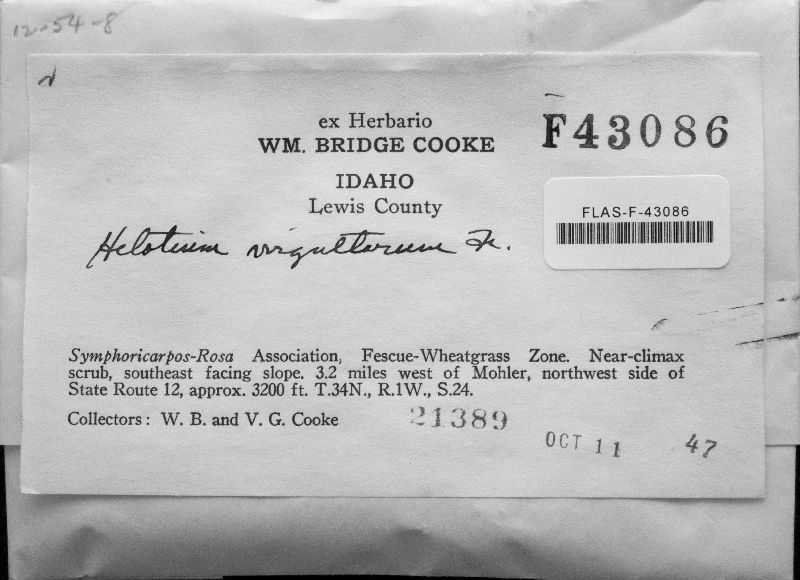 12-54-8
ex Herbario
WM. BRIDGE COOKE
F43086
IDAHO
Lewis County
FLAS-F-43086
Helotium virgultorum Fr.
Symphoricarpos-Rosa Association, Fescue-Wheatgrass Zone. Near-climax
scrub, southeast facing slope. 3.2 miles west of Mohler, northwest side of
State Route 12, approx. 3200 ft. T.34N., R.1W., S.24.
Collectors: W. B. and V. G. Cooke
21389
OCT 11 47